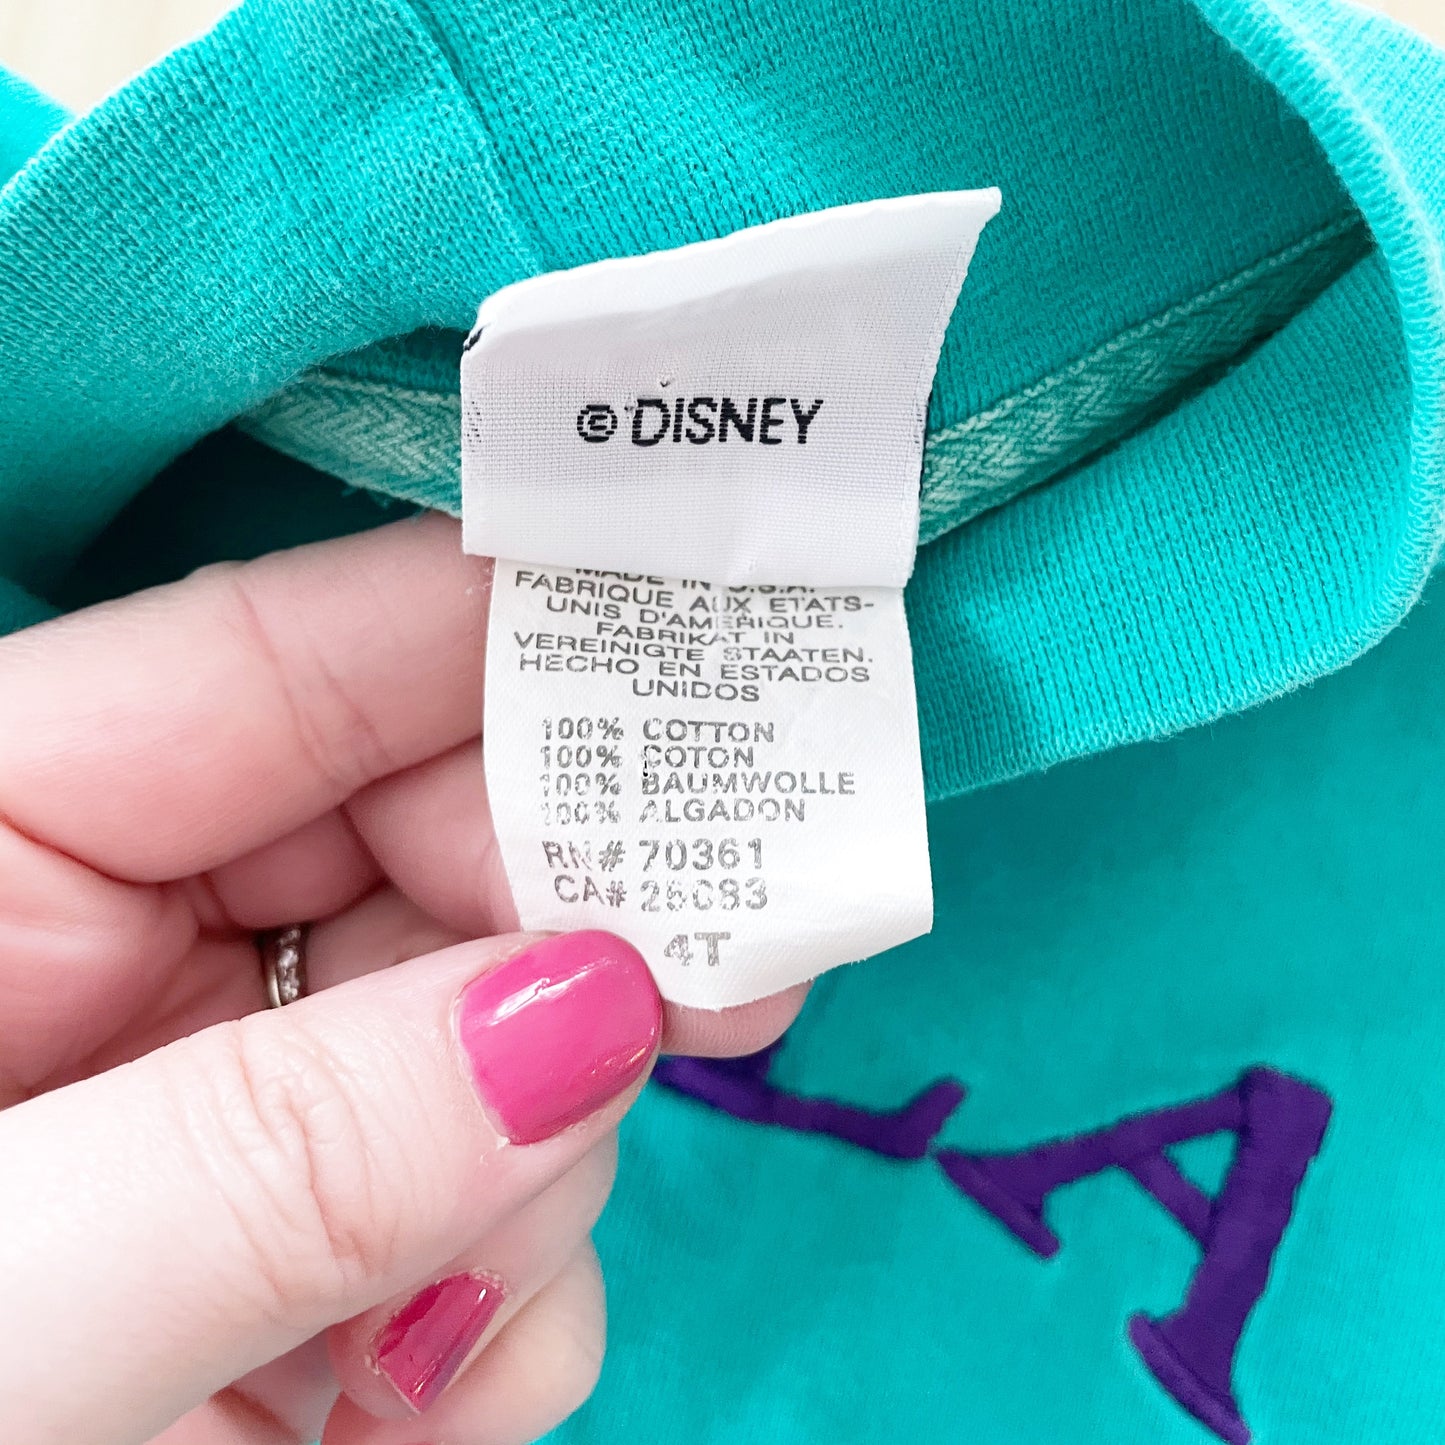 © DISNEY
MADE IN U.S.A.
FABRIQUE AUX ETATS-
UNIS D'AMERIQUE.
FABRIKAT IN
VEREINIGTE STAATEN.
HECHO EN ESTADOS
UNIDOS
100% COTTON
100% COTON
100% BAUMWOLLE
100% ALGADON
RN# 70361
CA#
4T
LA